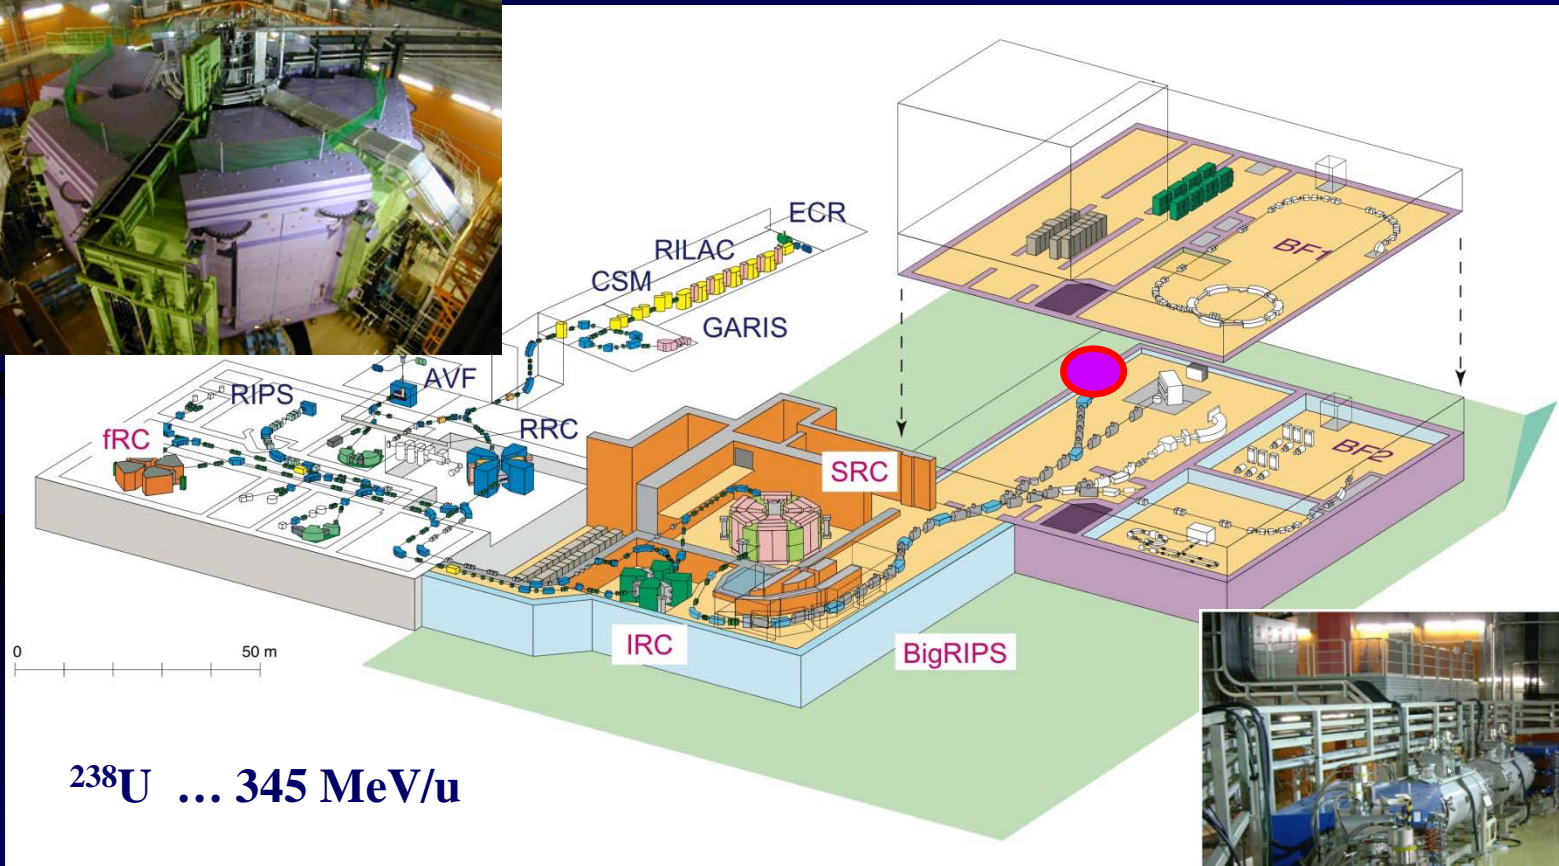 ECR
RILAC
CSM
GARIS
BF1
AVF
RIPS
RRC
fRC
SRC
BF2
IRC
BigRIPS
0 50 m
²³⁸U … 345 MeV/u